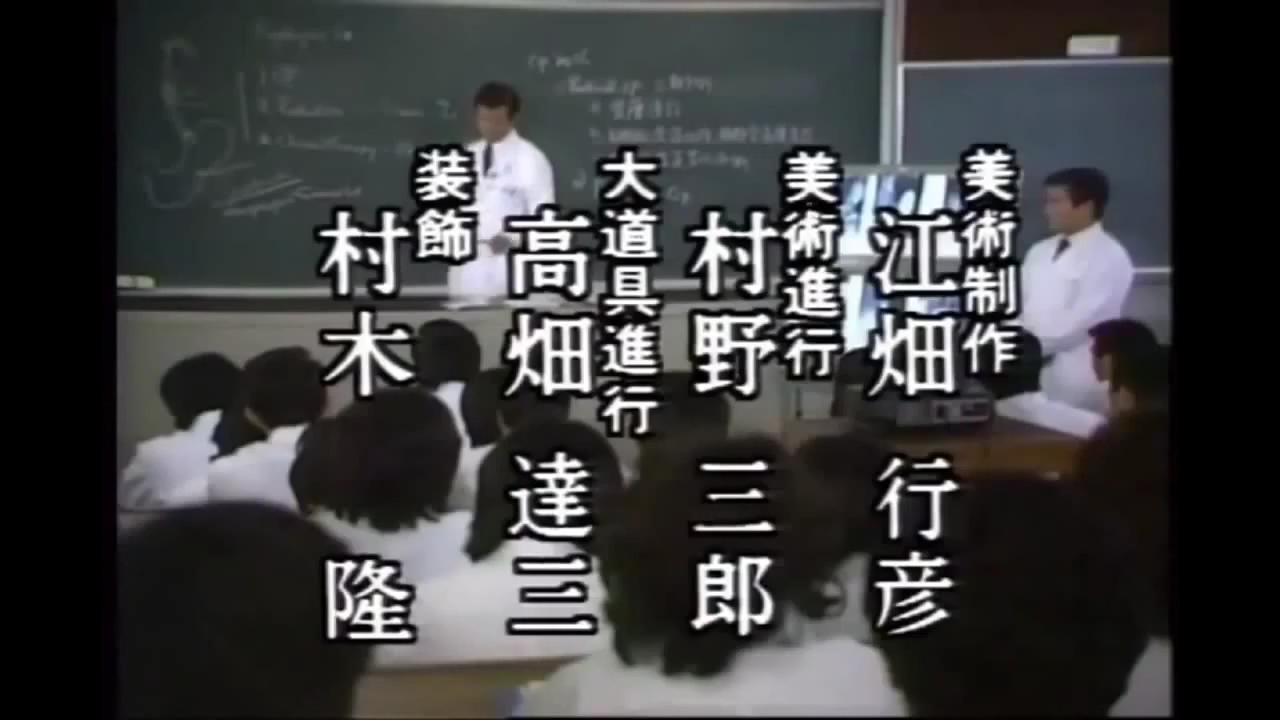 美術制作
江畑 行彦
美術進行
村野 三郎
大道具進行
高畑 達三
装飾
村木 隆